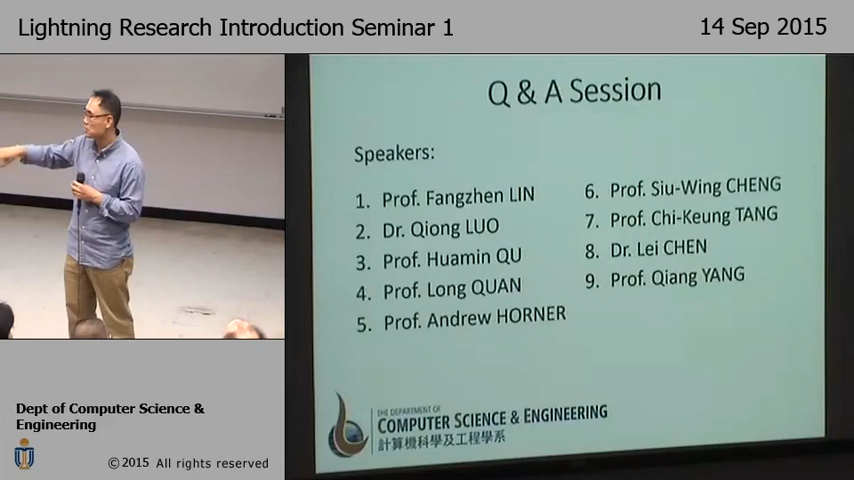 Lightning Research Introduction Seminar 1
14 Sep 2015
Q & A Session
Speakers:
1. Prof. Fangzhen LIN
2. Dr. Qiong LUO
3. Prof. Huamin QU
4. Prof. Long QUAN
5. Prof. Andrew HORNER
6. Prof. Siu-Wing CHENG
7. Prof. Chi-Keung TANG
8. Dr. Lei CHEN
9. Prof. Qiang YANG
THE DEPARTMENT OF
COMPUTER SCIENCE & ENGINEERING
計算機科學及工程學系
Dept of Computer Science &
Engineering
©2015 All rights reserved